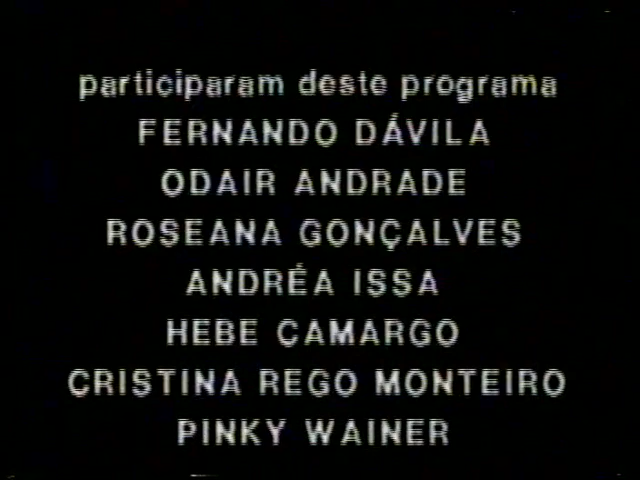 participaram deste programa
FERNANDO DÁVILA
ODAIR ANDRADE
ROSEANA GONÇALVES
ANDRÉA ISSA
HEBE CAMARGO
CRISTINA REGO MONTEIRO
PINKY WAINER